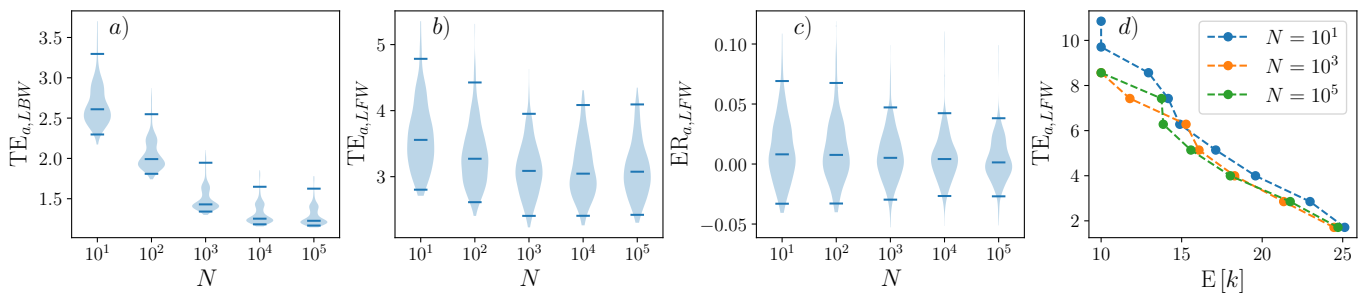 a)
TE_{a,LBW}
3.5
3.0
2.5
2.0
1.5
10^1 10^2 10^3 10^4 10^5
N
b)
TE_{a,LFW}
5
4
3
10^1 10^2 10^3 10^4 10^5
N
c)
ER_{a,LFW}
0.10
0.05
0.00
−0.05
10^1 10^2 10^3 10^4 10^5
N
d)
TE_{a,LFW}
10
8
6
4
2
N = 10^1
N = 10^3
N = 10^5
10 15 20 25
E [k]